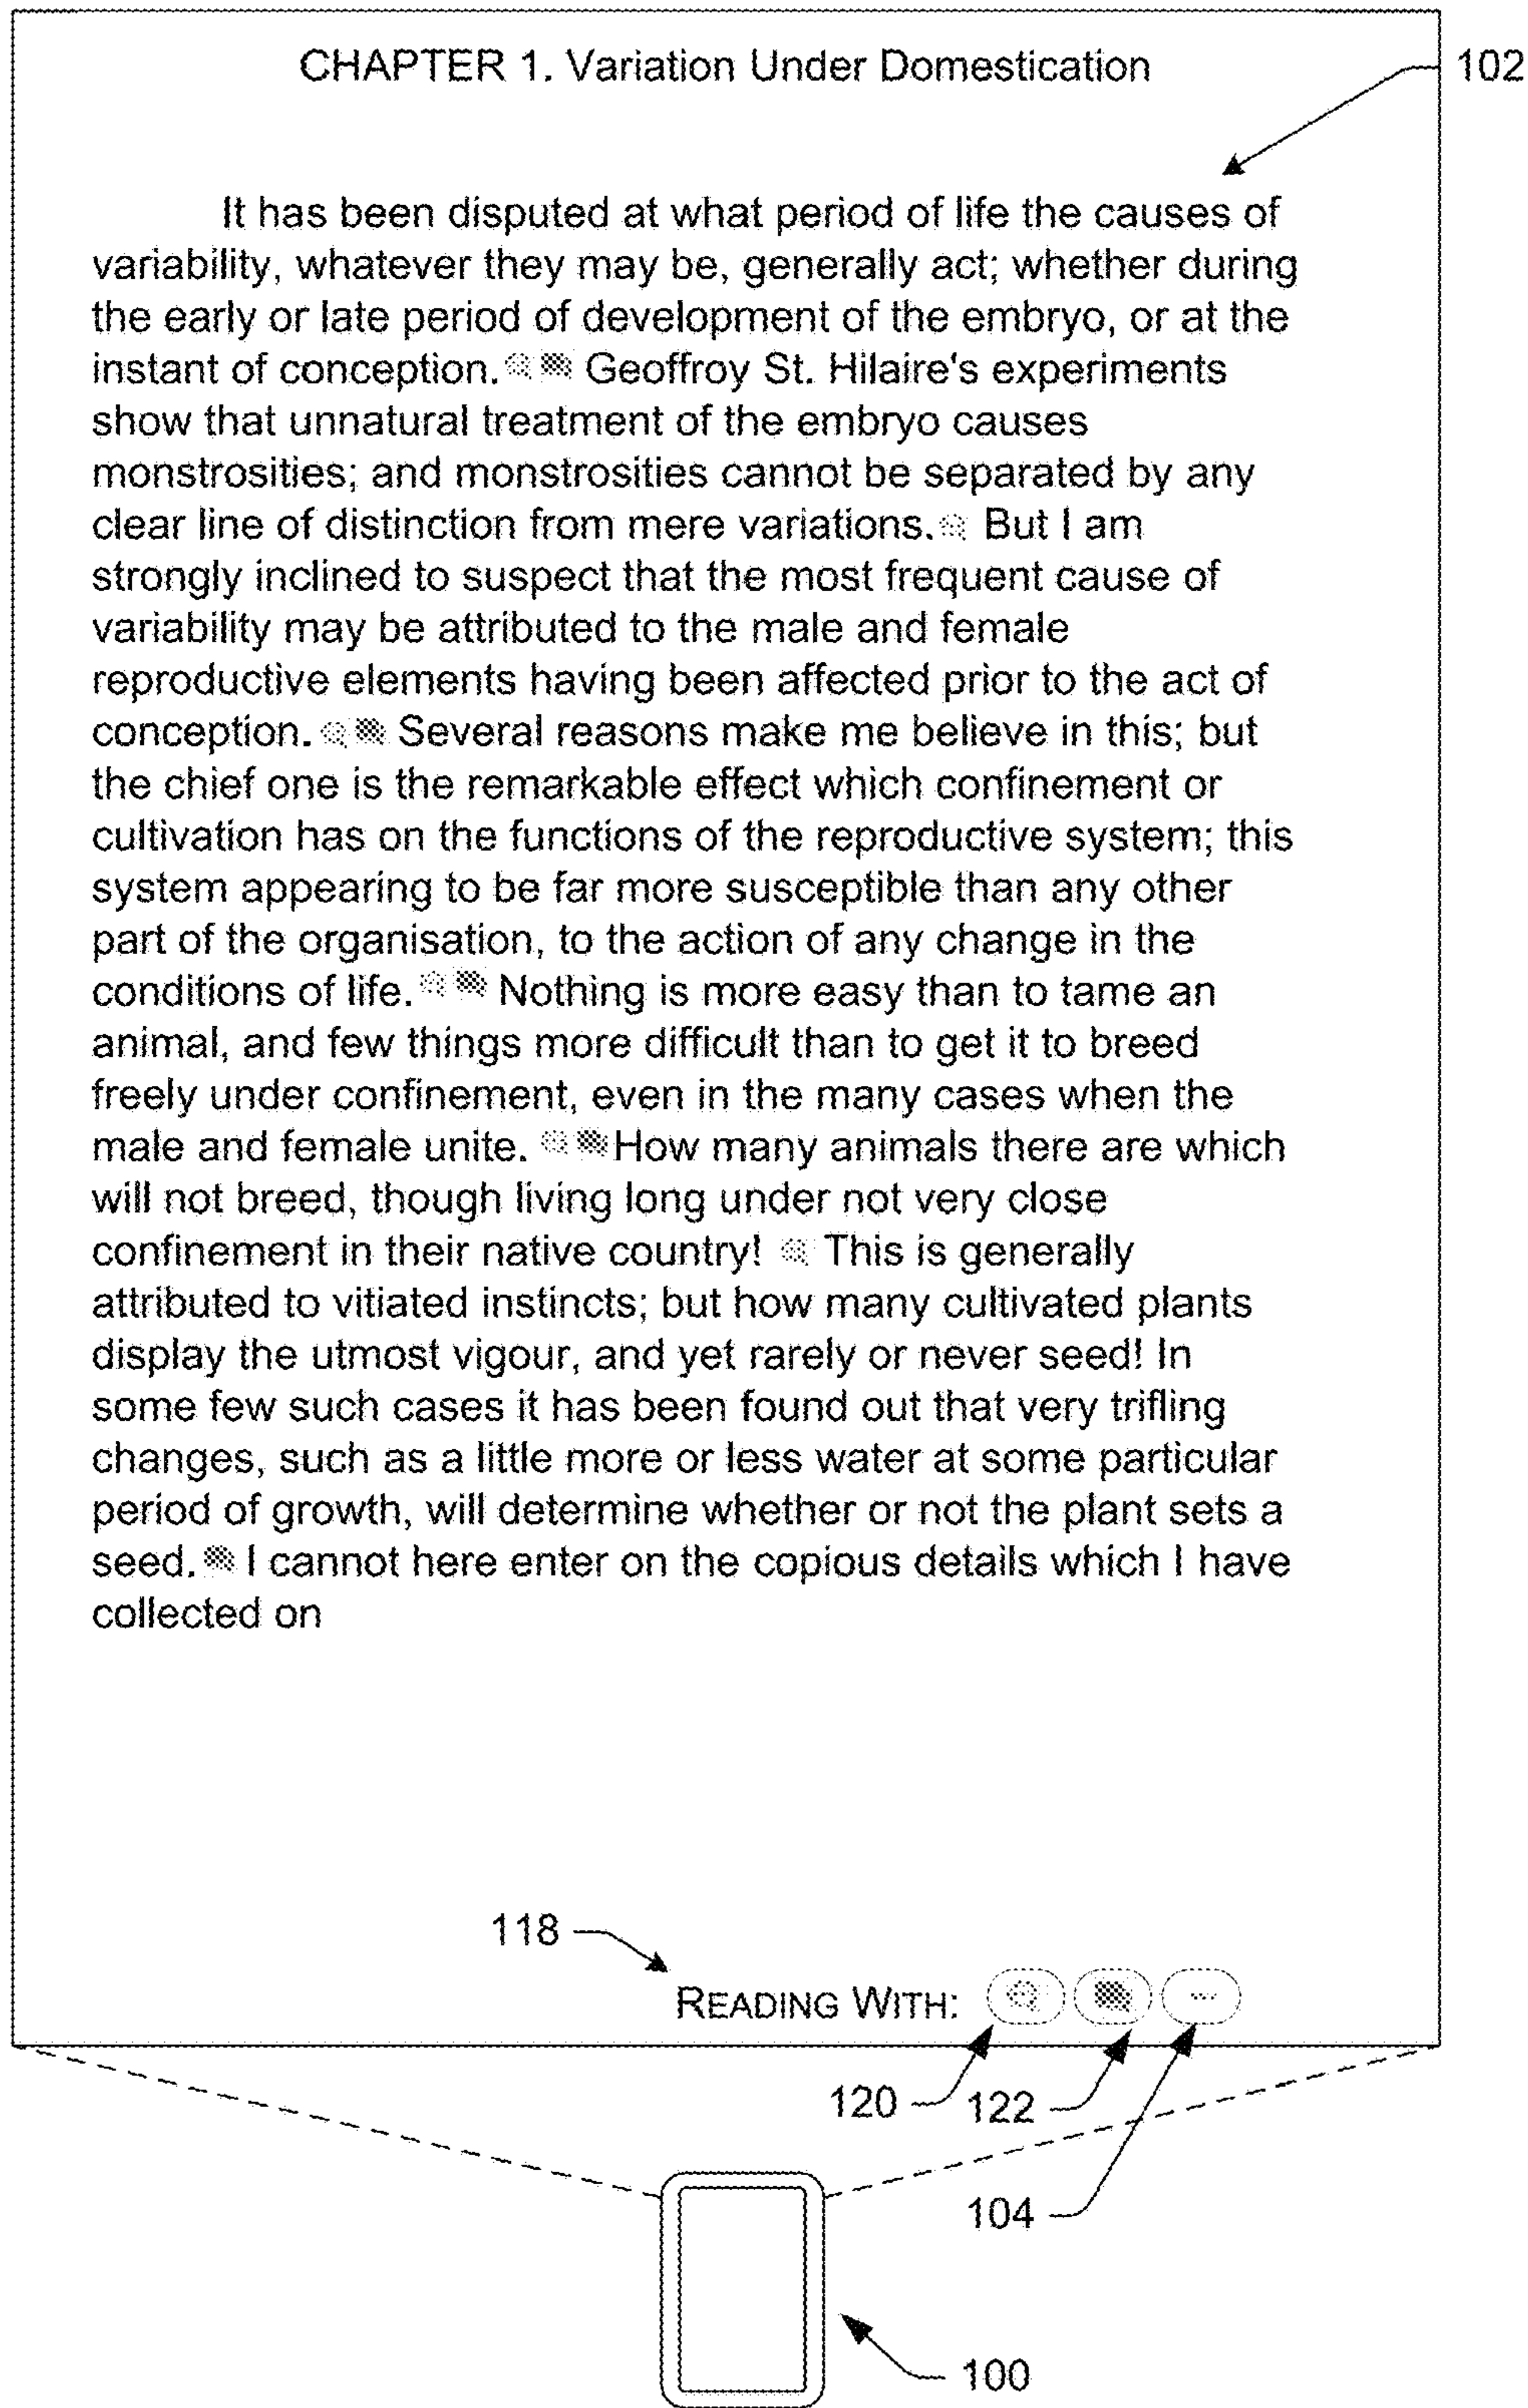 CHAPTER 1. Variation Under Domestication
102
It has been disputed at what period of life the causes of
variability, whatever they may be, generally act; whether during
the early or late period of development of the embryo, or at the
instant of conception. Geoffroy St. Hilaire's experiments
show that unnatural treatment of the embryo causes
monstrosities; and monstrosities cannot be separated by any
clear line of distinction from mere variations. But I am
strongly inclined to suspect that the most frequent cause of
variability may be attributed to the male and female
reproductive elements having been affected prior to the act of
conception. Several reasons make me believe in this; but
the chief one is the remarkable effect which confinement or
cultivation has on the functions of the reproductive system; this
system appearing to be far more susceptible than any other
part of the organisation, to the action of any change in the
conditions of life. Nothing is more easy than to tame an
animal, and few things more difficult than to get it to breed
freely under confinement, even in the many cases when the
male and female unite. How many animals there are which
will not breed, though living long under not very close
confinement in their native country! This is generally
attributed to vitiated instincts; but how many cultivated plants
display the utmost vigour, and yet rarely or never seed! In
some few such cases it has been found out that very trifling
changes, such as a little more or less water at some particular
period of growth, will determine whether or not the plant sets a
seed. I cannot here enter on the copious details which I have
collected on
118
READING WITH: ...
120 122
104
100